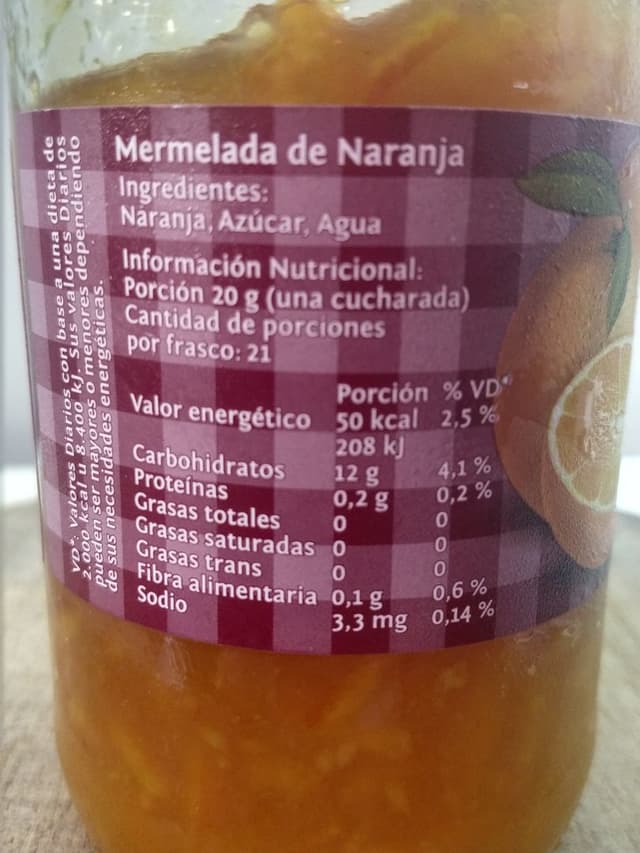 Mermelada de Naranja
Ingredientes:
Naranja, Azúcar, Agua
Información Nutricional:
Porción 20 g (una cucharada)
Cantidad de porciones
por frasco: 21
Porción % VD*
Valor energético 50 kcal 2,5 %
208 kJ
Carbohidratos 12 g 4,1 %
Proteínas 0,2 g 0,2 %
Grasas totales 0 0
Grasas saturadas 0 0
Grasas trans 0 0
Fibra alimentaria 0,1 g 0,6 %
Sodio 3,3 mg 0,14 %
VD*: Valores Diarios con base a una dieta de
2.000 kcal u 8.400 kJ. Sus valores Diarios
pueden ser mayores o menores dependiendo
de sus necesidades energéticas.